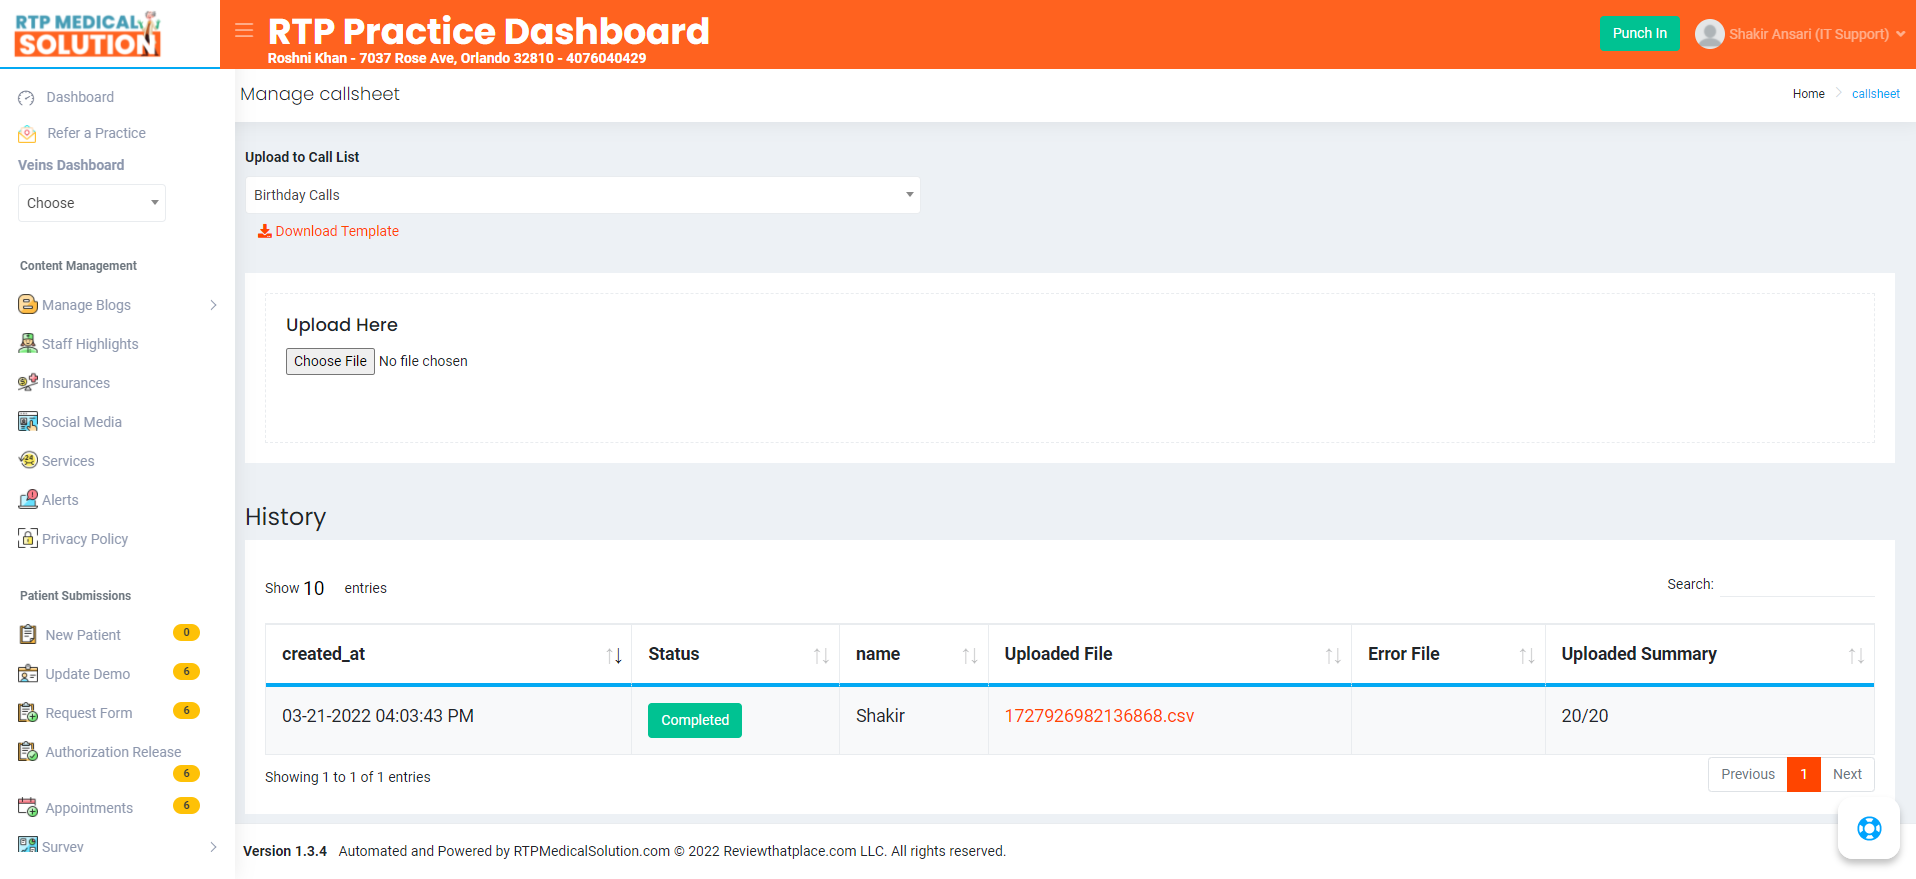 RTP MEDICAL
SOLUTION
RTP Practice Dashboard
Roshni Khan - 7037 Rose Ave, Orlando 32810 - 4076040429
Punch In
Shakir Ansari (IT Support)
Dashboard
Refer a Practice
Veins Dashboard
Choose
Content Management
Manage Blogs
Staff Highlights
Insurances
Social Media
Services
Alerts
Privacy Policy
Patient Submissions
New Patient 0
Update Demo 6
Request Form 6
Authorization Release
6
Appointments 6
Survey
Manage callsheet
Home callsheet
Upload to Call List
Birthday Calls
Download Template
Upload Here
Choose File No file chosen
History
Show 10 entries
Search:
created_at Status name Uploaded File Error File Uploaded Summary
03-21-2022 04:03:43 PM Completed Shakir 1727926982136868.csv 20/20
Showing 1 to 1 of 1 entries
Previous 1 Next
Version 1.3.4 Automated and Powered by RTPMedicalSolution.com © 2022 Reviewthatplace.com LLC. All rights reserved.